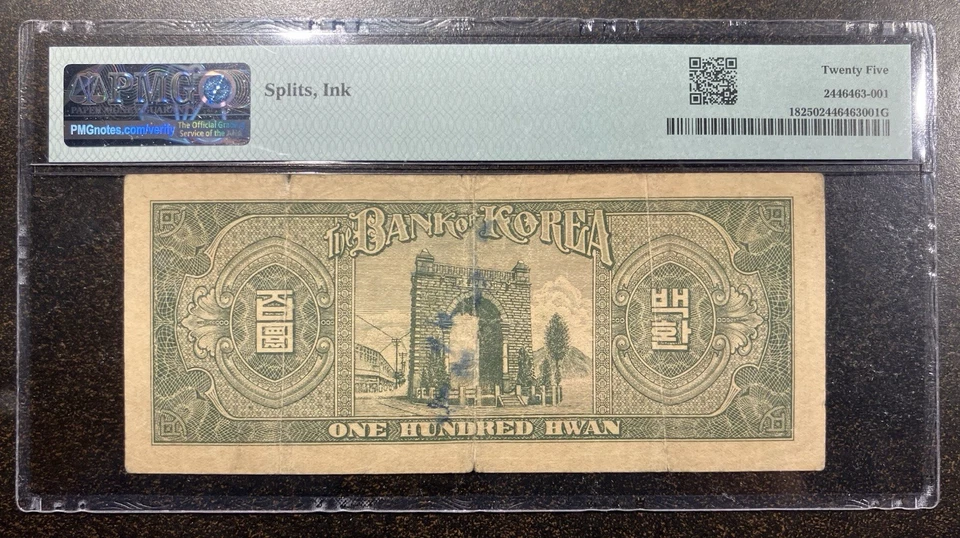 PMG
PMGnotes.com/verify
The Official Grading
Service of the ANA
Splits, Ink
Twenty Five
2446463-001
182502446463001G
The BANK OF KOREA
百圜
백환
ONE HUNDRED HWAN